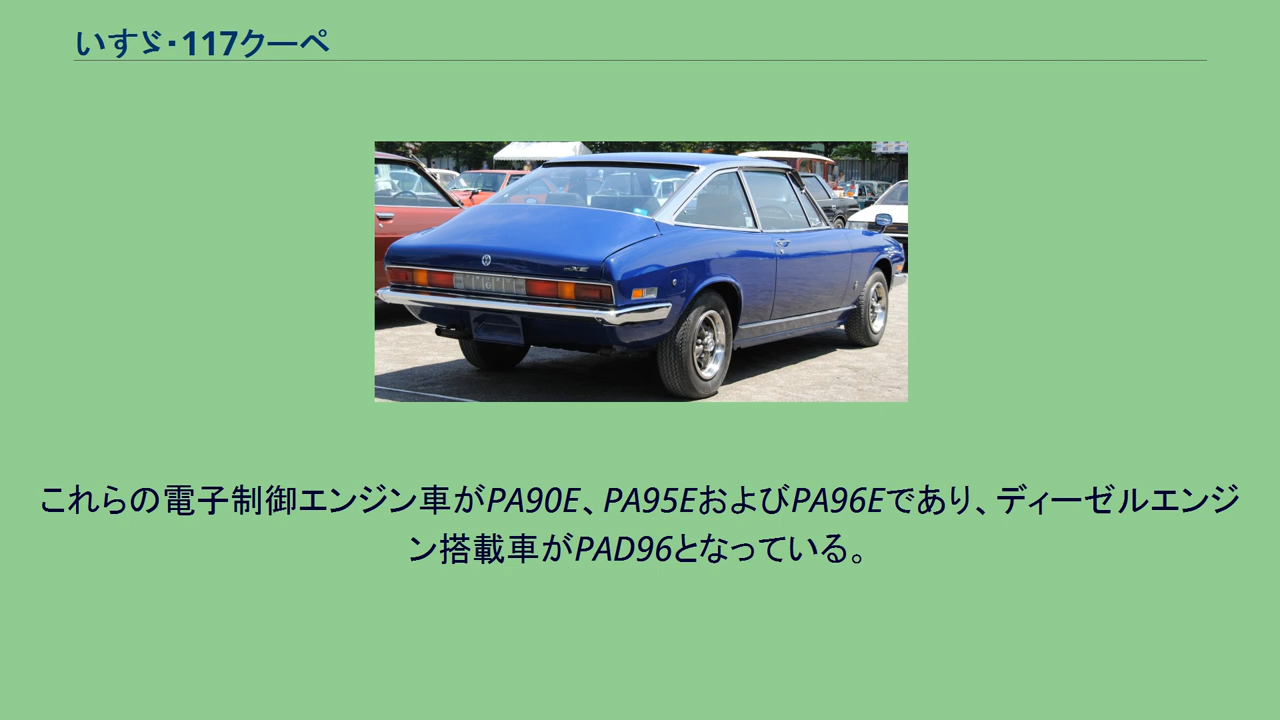 いすゞ・117クーペ
XE
これらの電子制御エンジン車がPA90E、PA95EおよびPA96Eであり、ディーゼルエンジ
ン搭載車がPAD96となっている。